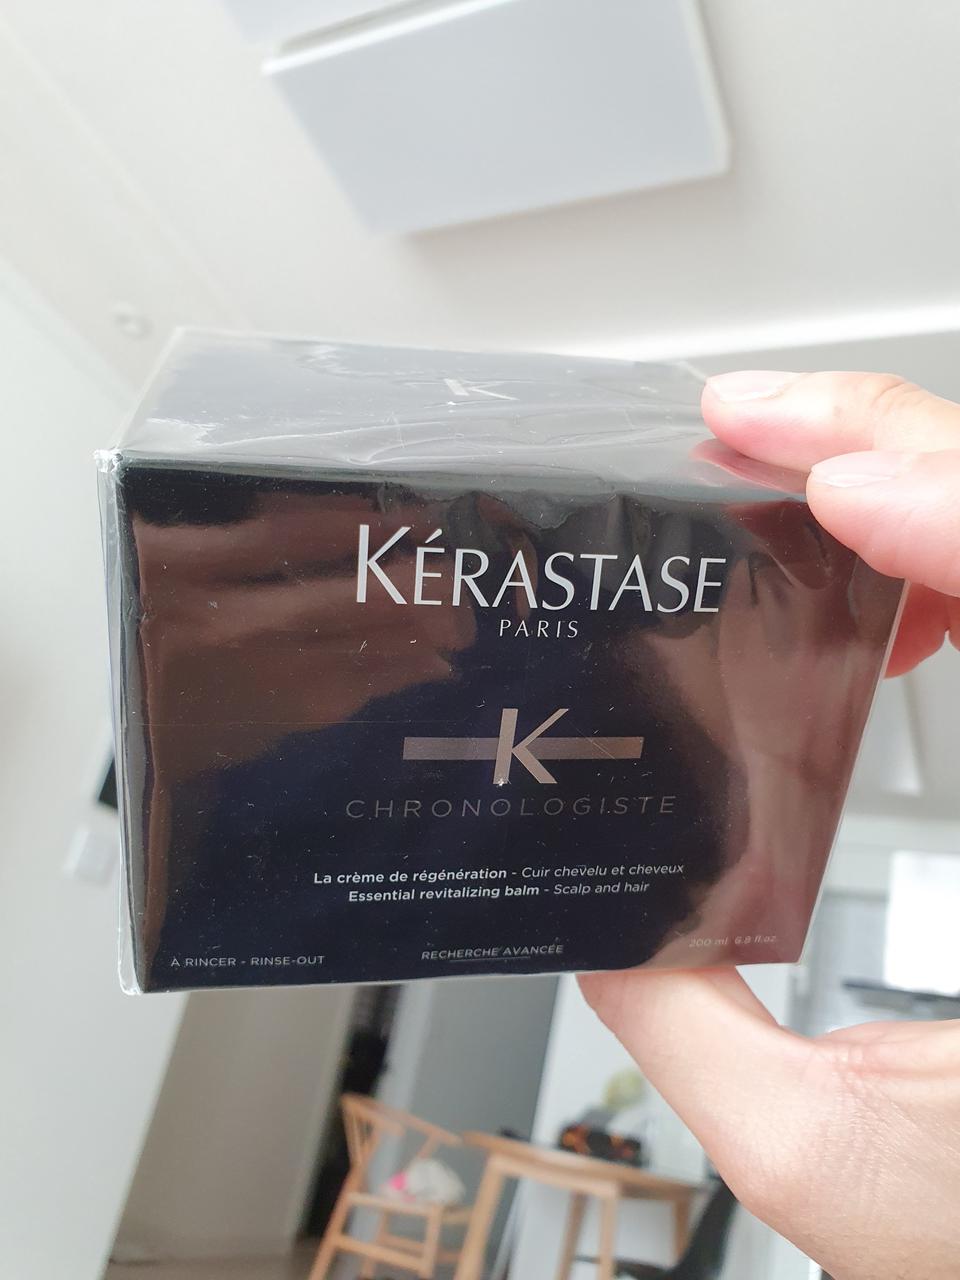 K
KÉRASTASE
PARIS
K
CHRONOLOGISTE
La crème de régénération - Cuir chevelu et cheveux
Essential revitalizing balm - Scalp and hair
200 ml 6.8 fl.oz.
À RINCER - RINSE-OUT
RECHERCHE AVANCÉE